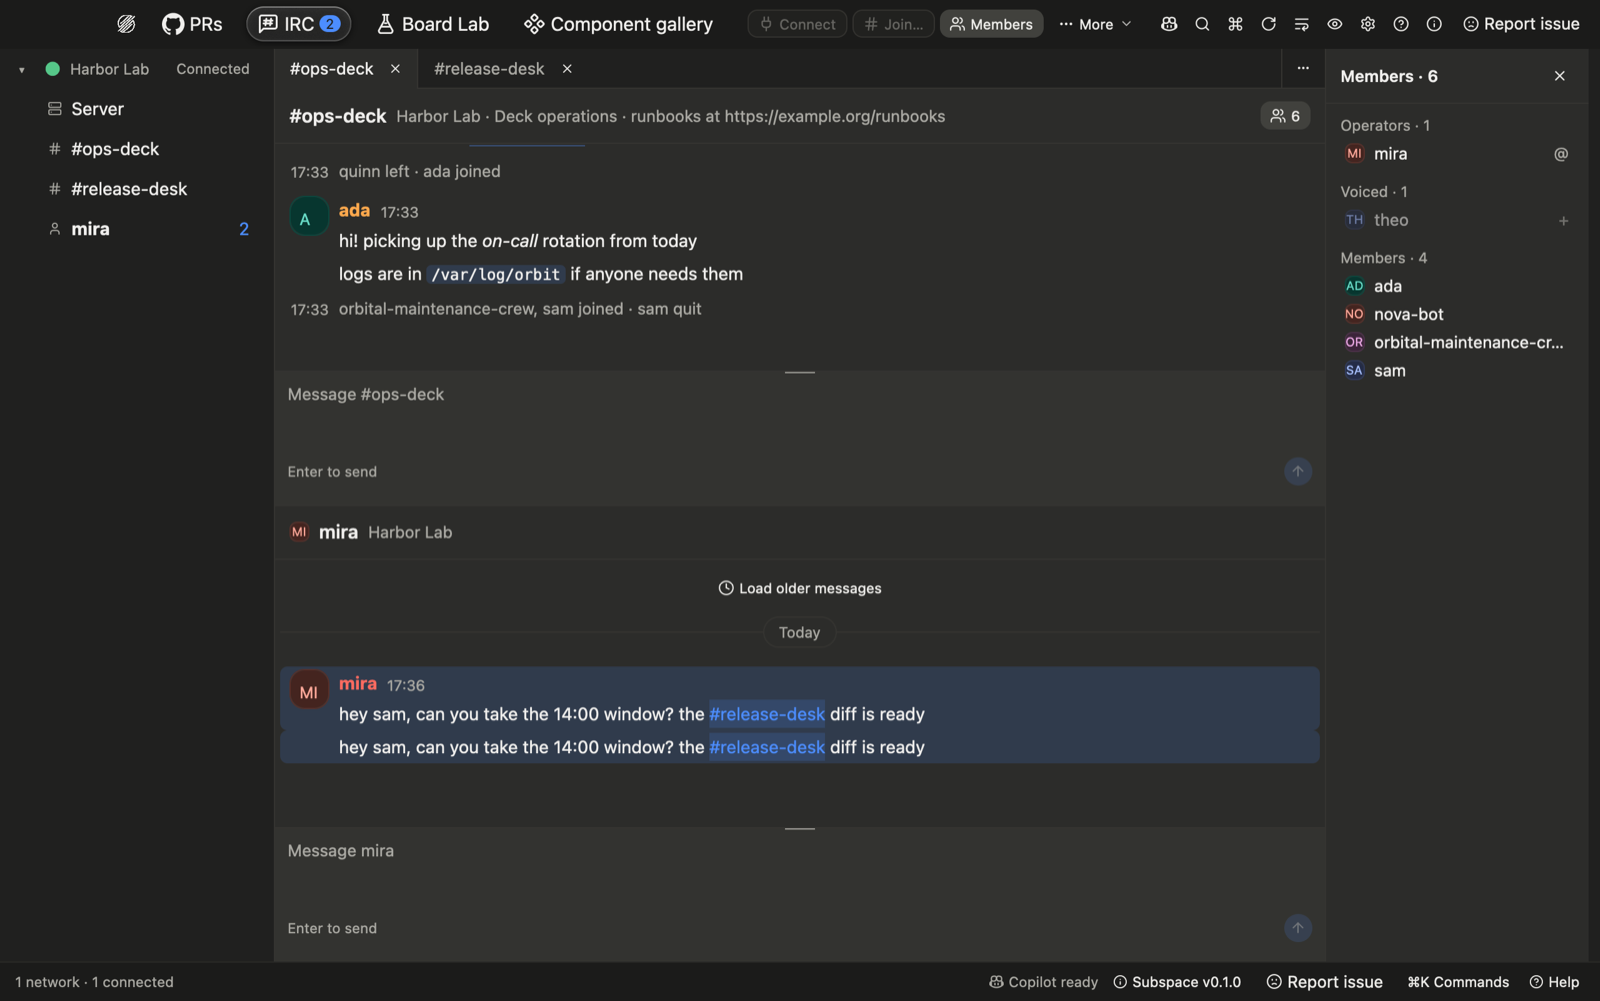 PRs
IRC 2
Board Lab
Component gallery
Connect
# Join...
Members
··· More
Report issue
Harbor Lab Connected
Server
# #ops-deck
# #release-desk
mira 2
#ops-deck ×
#release-desk ×
#ops-deck Harbor Lab · Deck operations · runbooks at https://example.org/runbooks
6
17:33 quinn left · ada joined
A
ada 17:33
hi! picking up the on-call rotation from today
logs are in /var/log/orbit if anyone needs them
17:33 orbital-maintenance-crew, sam joined · sam quit
Message #ops-deck
Enter to send
MI mira Harbor Lab
Load older messages
Today
MI
mira 17:36
hey sam, can you take the 14:00 window? the #release-desk diff is ready
hey sam, can you take the 14:00 window? the #release-desk diff is ready
Message mira
Enter to send
Members · 6
Operators · 1
MI mira @
Voiced · 1
TH theo +
Members · 4
AD ada
NO nova-bot
OR orbital-maintenance-cr...
SA sam
1 network · 1 connected
Copilot ready
Subspace v0.1.0
Report issue
⌘K Commands
Help